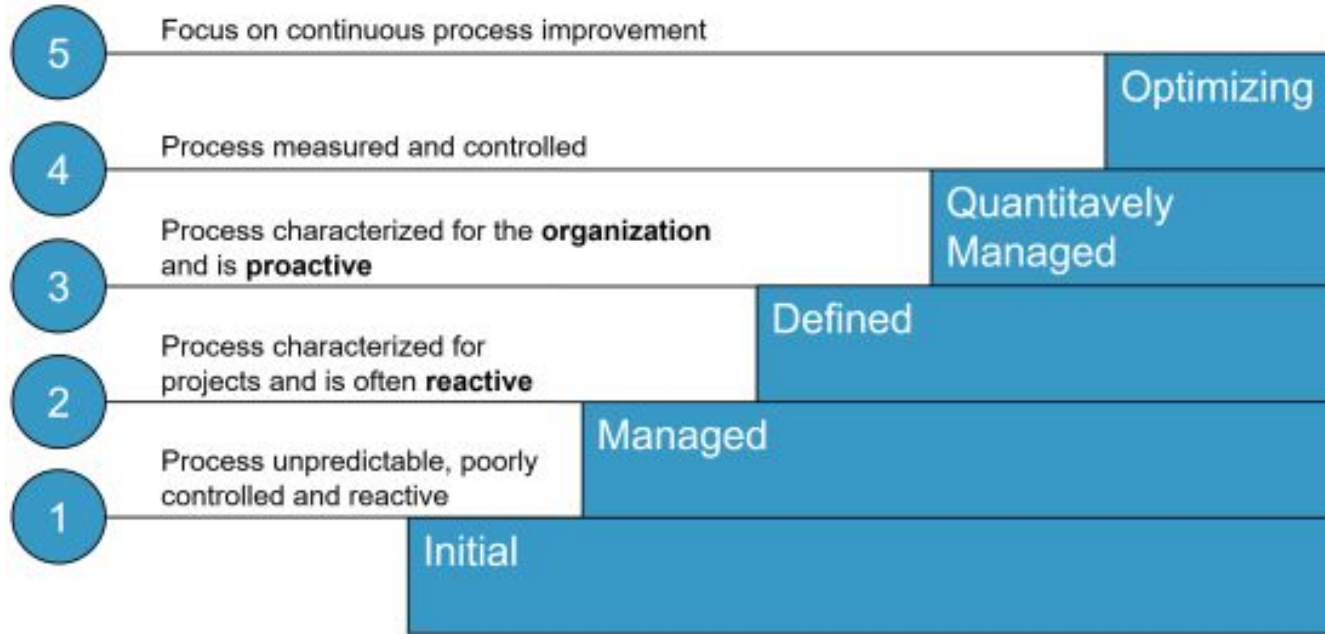 5
Focus on continuous process improvement
Optimizing
4
Process measured and controlled
Quantitavely
Managed
3
Process characterized for the organization
and is proactive
Defined
2
Process characterized for
projects and is often reactive
Managed
1
Process unpredictable, poorly
controlled and reactive
Initial